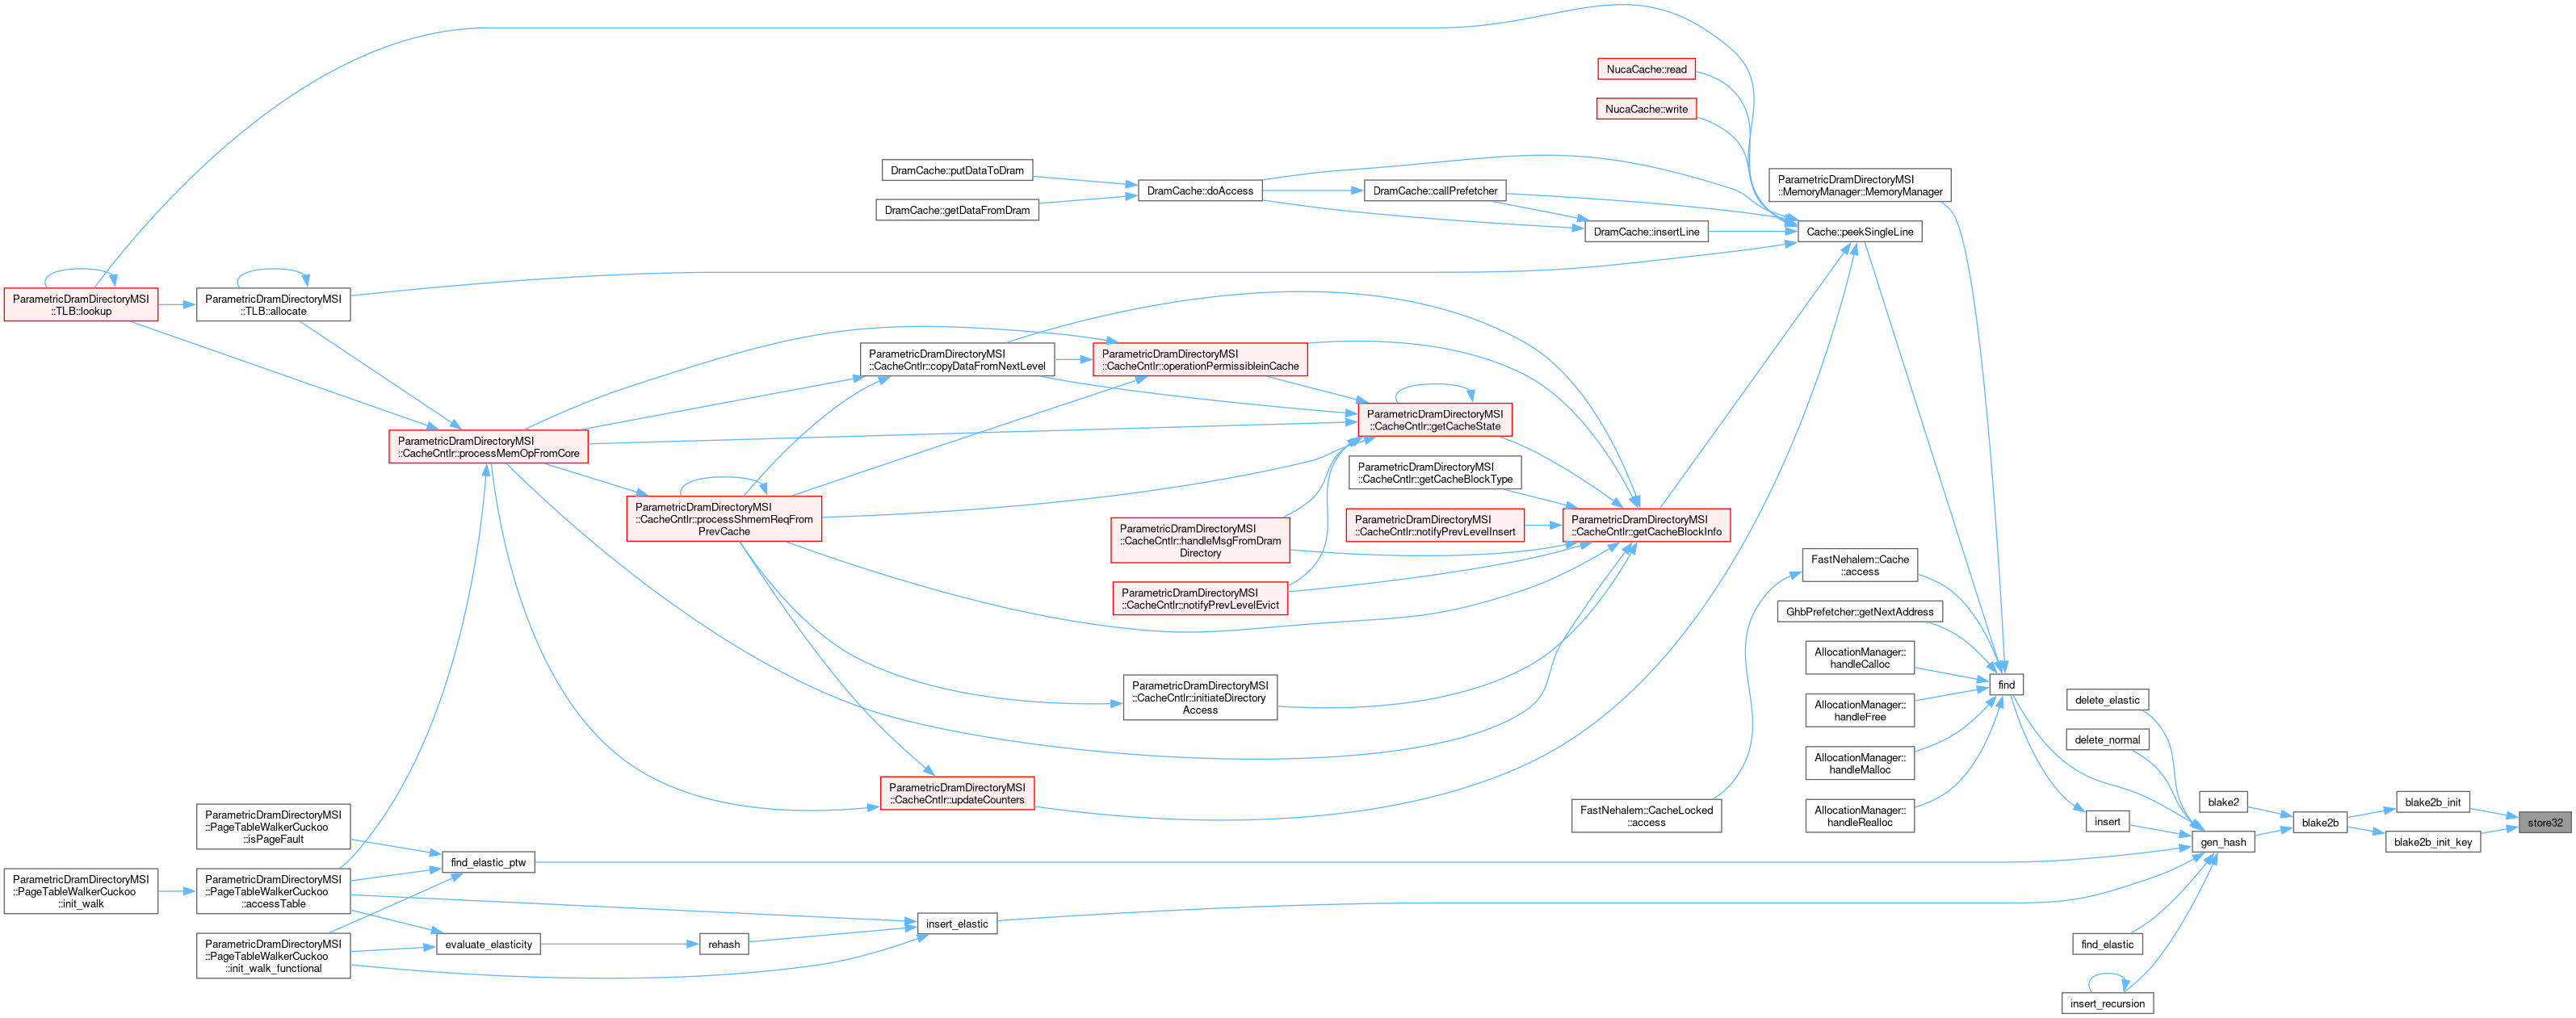 NucaCache::read
NucaCache::write
DramCache::putDataToDram
DramCache::getDataFromDram
DramCache::doAccess
DramCache::callPrefetcher
DramCache::insertLine
ParametricDramDirectoryMSI
::MemoryManager::MemoryManager
Cache::peekSingleLine
ParametricDramDirectoryMSI
::TLB::lookup
ParametricDramDirectoryMSI
::TLB::allocate
ParametricDramDirectoryMSI
::CacheCntlr::copyDataFromNextLevel
ParametricDramDirectoryMSI
::CacheCntlr::operationPermissibleinCache
ParametricDramDirectoryMSI
::CacheCntlr::getCacheState
ParametricDramDirectoryMSI
::CacheCntlr::processMemOpFromCore
ParametricDramDirectoryMSI
::CacheCntlr::getCacheBlockType
ParametricDramDirectoryMSI
::CacheCntlr::processShmemReqFrom
PrevCache
ParametricDramDirectoryMSI
::CacheCntlr::handleMsgFromDram
Directory
ParametricDramDirectoryMSI
::CacheCntlr::notifyPrevLevelInsert
ParametricDramDirectoryMSI
::CacheCntlr::getCacheBlockInfo
ParametricDramDirectoryMSI
::CacheCntlr::notifyPrevLevelEvict
FastNehalem::Cache
::access
GhbPrefetcher::getNextAddress
AllocationManager::
handleCalloc
AllocationManager::
handleFree
AllocationManager::
handleMalloc
AllocationManager::
handleRealloc
find
ParametricDramDirectoryMSI
::CacheCntlr::initiateDirectory
Access
ParametricDramDirectoryMSI
::CacheCntlr::updateCounters
FastNehalem::CacheLocked
::access
delete_elastic
delete_normal
insert
gen_hash
blake2
blake2b
blake2b_init
blake2b_init_key
store32
ParametricDramDirectoryMSI
::PageTableWalkerCuckoo
::isPageFault
find_elastic_ptw
ParametricDramDirectoryMSI
::PageTableWalkerCuckoo
::init_walk
ParametricDramDirectoryMSI
::PageTableWalkerCuckoo
::accessTable
ParametricDramDirectoryMSI
::PageTableWalkerCuckoo
::init_walk_functional
evaluate_elasticity
rehash
insert_elastic
find_elastic
insert_recursion